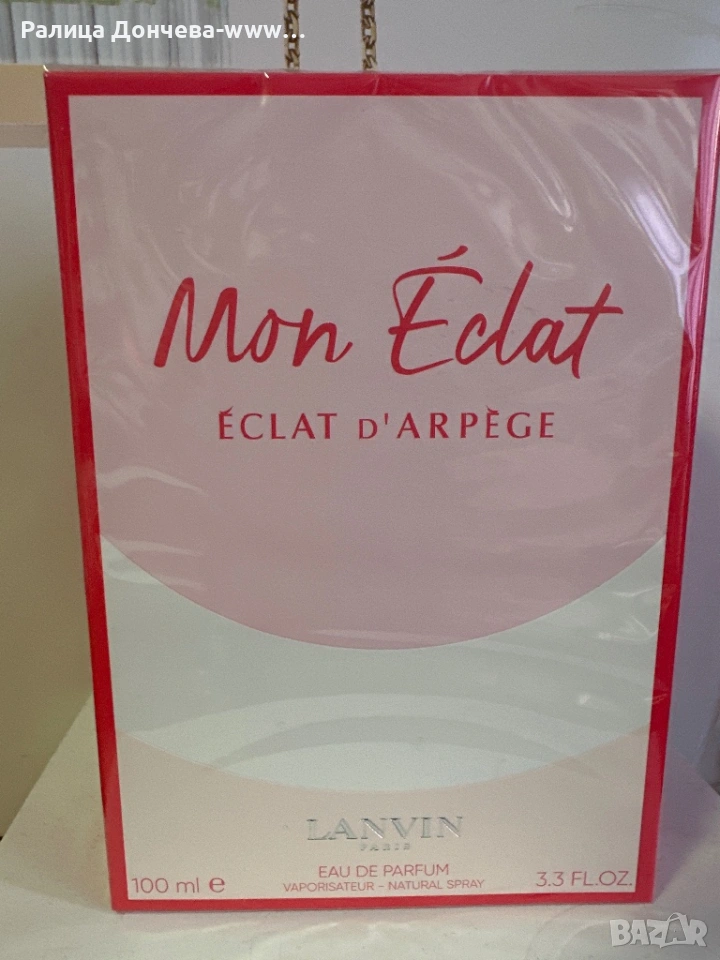 Ралица Дончева-www...
Mon Éclat
ÉCLAT D'ARPÈGE
LANVIN
PARIS
EAU DE PARFUM
100 ml e VAPORISATEUR – NATURAL SPRAY 3.3 FL.OZ.
BAZAR